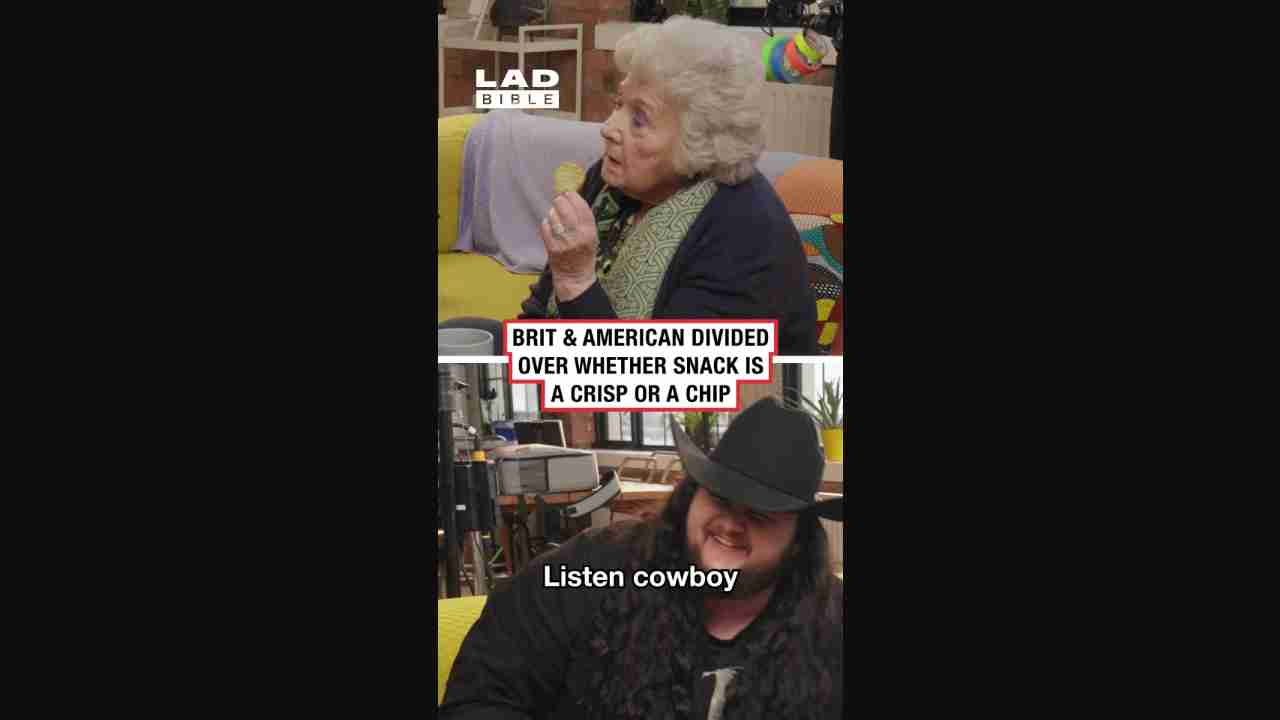 LAD
BIBLE
BRIT & AMERICAN DIVIDED
OVER WHETHER SNACK IS
A CRISP OR A CHIP
Listen cowboy